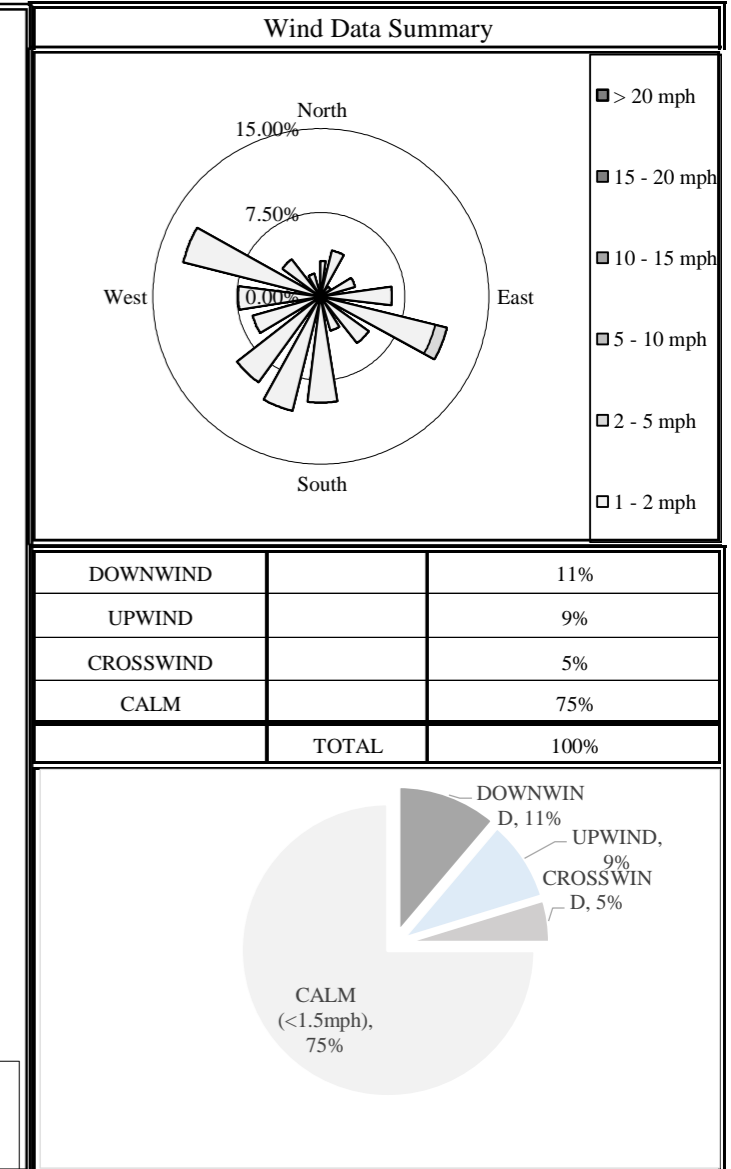 Wind Data Summary
North
15.00%
7.50%
West
0.00%
East
South
> 20 mph
15 - 20 mph
10 - 15 mph
5 - 10 mph
2 - 5 mph
1 - 2 mph
DOWNWIND 11%
UPWIND 9%
CROSSWIND 5%
CALM 75%
TOTAL 100%
DOWNWIN
D, 11%
UPWIND,
9%
CROSSWIN
D, 5%
CALM
(<1.5mph),
75%